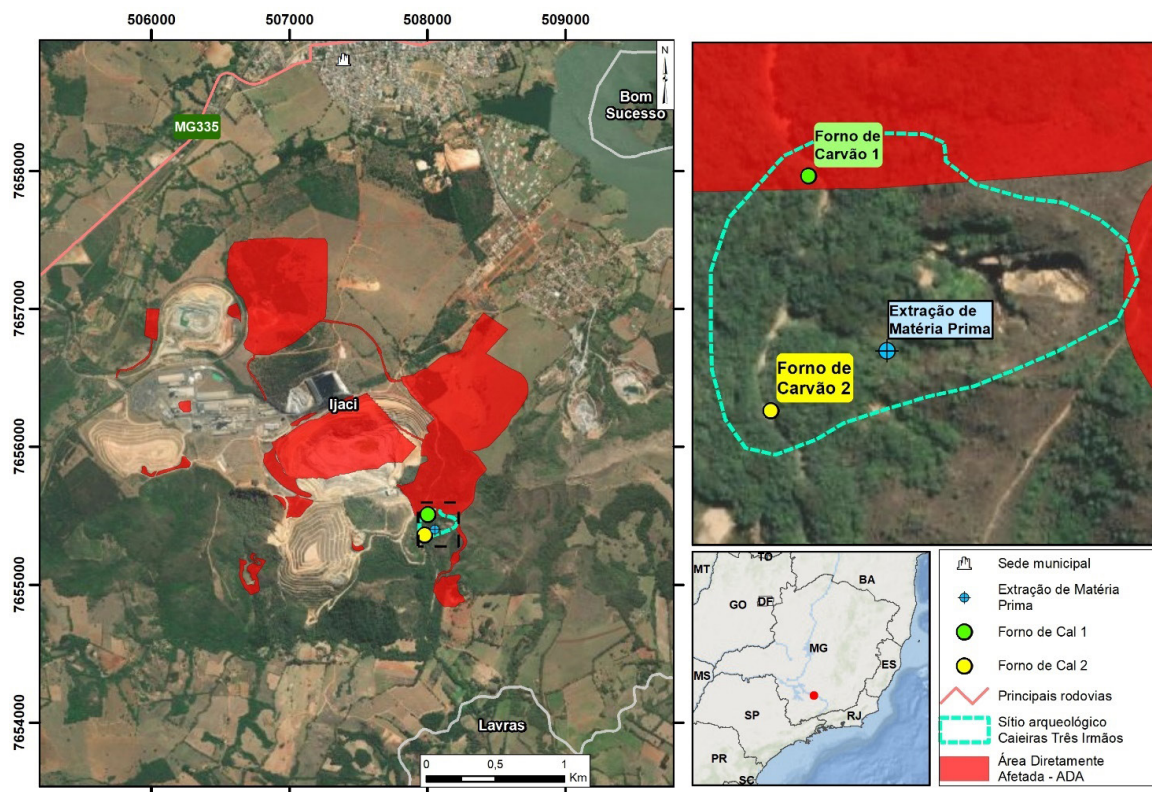 506000
507000
508000
509000
7658000
7657000
7656000
7655000
7654000
N
Bom
Sucesso
MG335
Ijaci
Lavras
0
0,5
1
Km
Forno de
Carvão 1
Extração de
Matéria Prima
Forno de
Carvão 2
MT
TO
BA
GO
DF
MG
ES
MS
SP
RJ
PR
SC
Sede municipal
Extração de Matéria
Prima
Forno de Cal 1
Forno de Cal 2
Principais rodovias
Sítio arqueológico
Caieiras Três Irmãos
Área Diretamente
Afetada - ADA